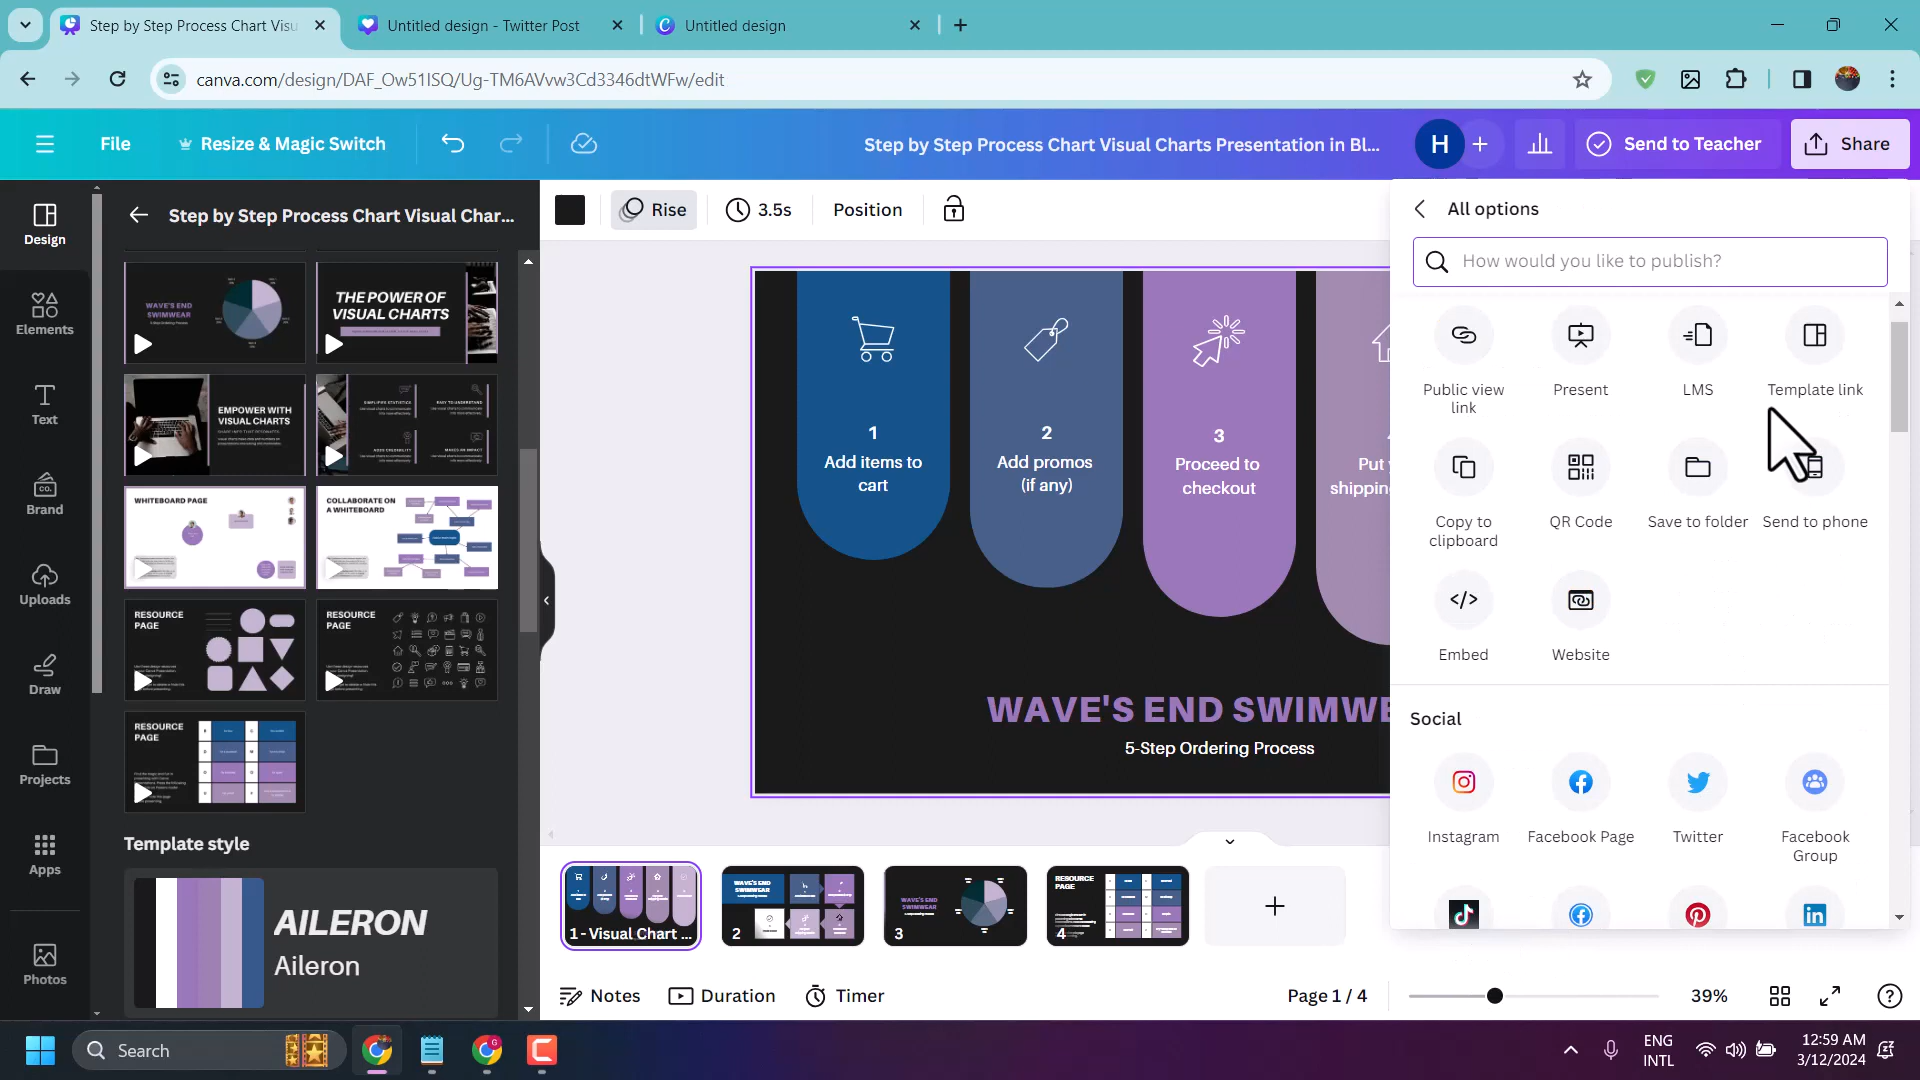 Step by Step Process Chart Visu
Untitled design - Twitter Post
Untitled design
canva.com/design/DAF_Ow51ISQ/Ug-TM6AVvw3Cd3346dtWFw/edit
File
Resize & Magic Switch
Step by Step Process Chart Visual Charts Presentation in Bl...
H
Send to Teacher
Share
Design
Elements
Text
Brand
Uploads
Draw
Projects
Apps
Photos
Step by Step Process Chart Visual Char...
WAVE'S END
SWIMWEAR
THE POWER OF
VISUAL CHARTS
EMPOWER WITH
VISUAL CHARTS
WHITEBOARD PAGE
COLLABORATE ON
A WHITEBOARD
RESOURCE
PAGE
RESOURCE
PAGE
RESOURCE
PAGE
Template style
AILERON
Aileron
Rise
3.5s
Position
1
Add items to
cart
2
Add promos
(if any)
3
Proceed to
checkout
Put
shipping
WAVE'S END SWIMWE
5-Step Ordering Process
All options
How would you like to publish?
Public view
link
Present
LMS
Template link
Copy to
clipboard
QR Code
Save to folder
Send to phone
Embed
Website
Social
Instagram
Facebook Page
Twitter
Facebook
Group
1 - Visual Chart ...
WAVE'S END
SWIMWEAR
2
3
RESOURCE
PAGE
4
Notes
Duration
Timer
Page 1 / 4
39%
Search
ENG
INTL
12:59 AM
3/12/2024